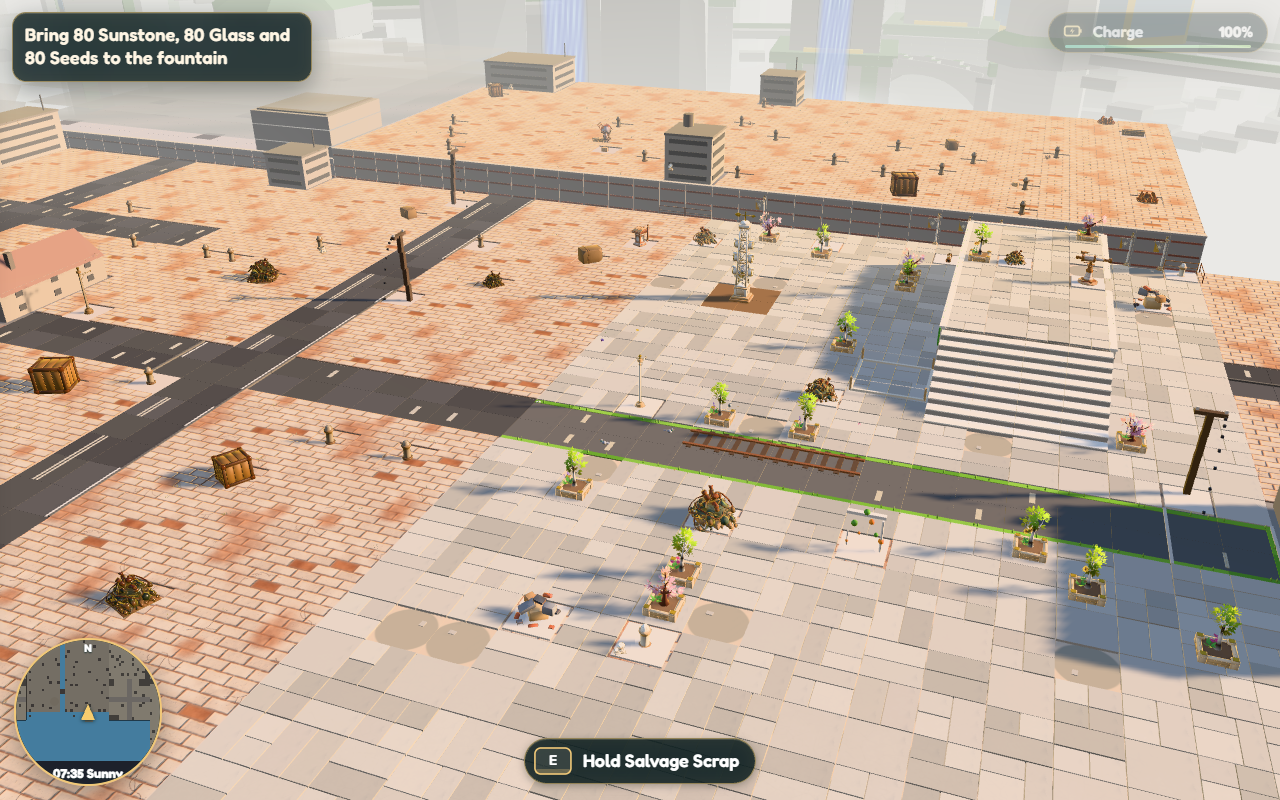 Bring 80 Sunstone, 80 Glass and
80 Seeds to the fountain
Charge 100%
N
07:35 Sunny
E Hold Salvage Scrap